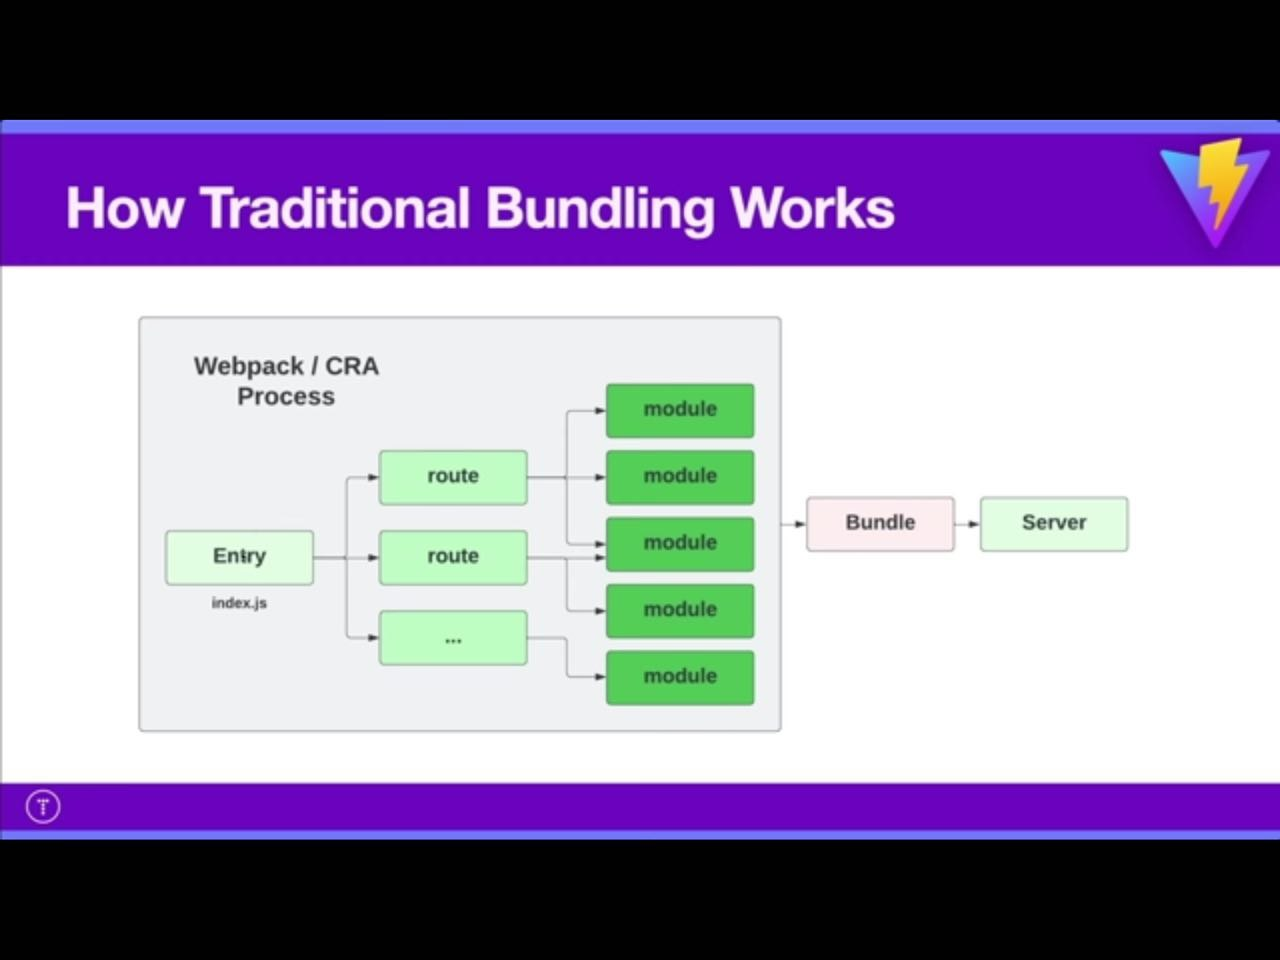 How Traditional Bundling Works
Webpack / CRA
Process
module
route
module
module
Bundle
Server
Entry
route
index.js
module
...
module
T